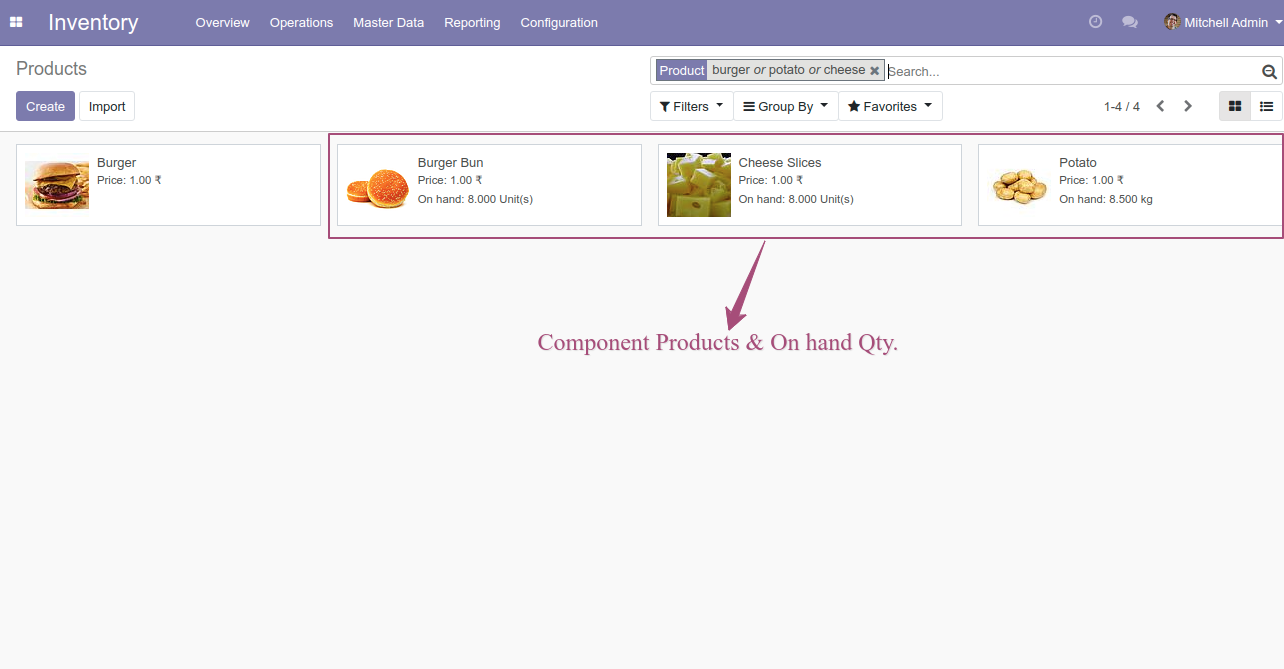 Inventory Overview Operations Master Data Reporting Configuration Mitchell Admin
Products
Product burger or potato or cheese Search...
Create Import
Filters Group By Favorites 1-4 / 4
Burger
Price: 1.00 ₹
Burger Bun
Price: 1.00 ₹
On hand: 8.000 Unit(s)
Cheese Slices
Price: 1.00 ₹
On hand: 8.000 Unit(s)
Potato
Price: 1.00 ₹
On hand: 8.500 kg
Component Products & On hand Qty.